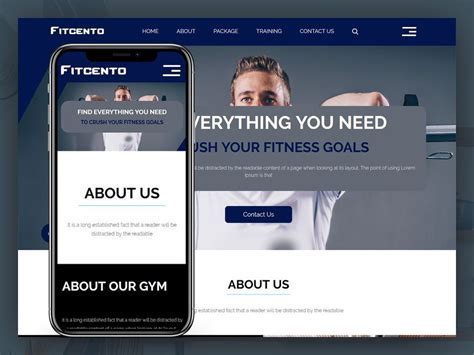 FITCENTO
HOME ABOUT PACKAGE TRAINING CONTACT US
FITCENTO
FIND EVERYTHING YOU NEED
TO CRUSH YOUR FITNESS GOALS
ABOUT US
It is a long established fact that a reader will be
distracted by the readable
ABOUT OUR GYM
It is a long established fact that a reader will be distracted by
EVERYTHING YOU NEED
USH YOUR FITNESS GOALS
will be distracted by the readable content of a page when looking at its layout. The point of using Lorem
Ipsum is that
Contact Us
ABOUT US
fact that a reader will be distracted by the readable